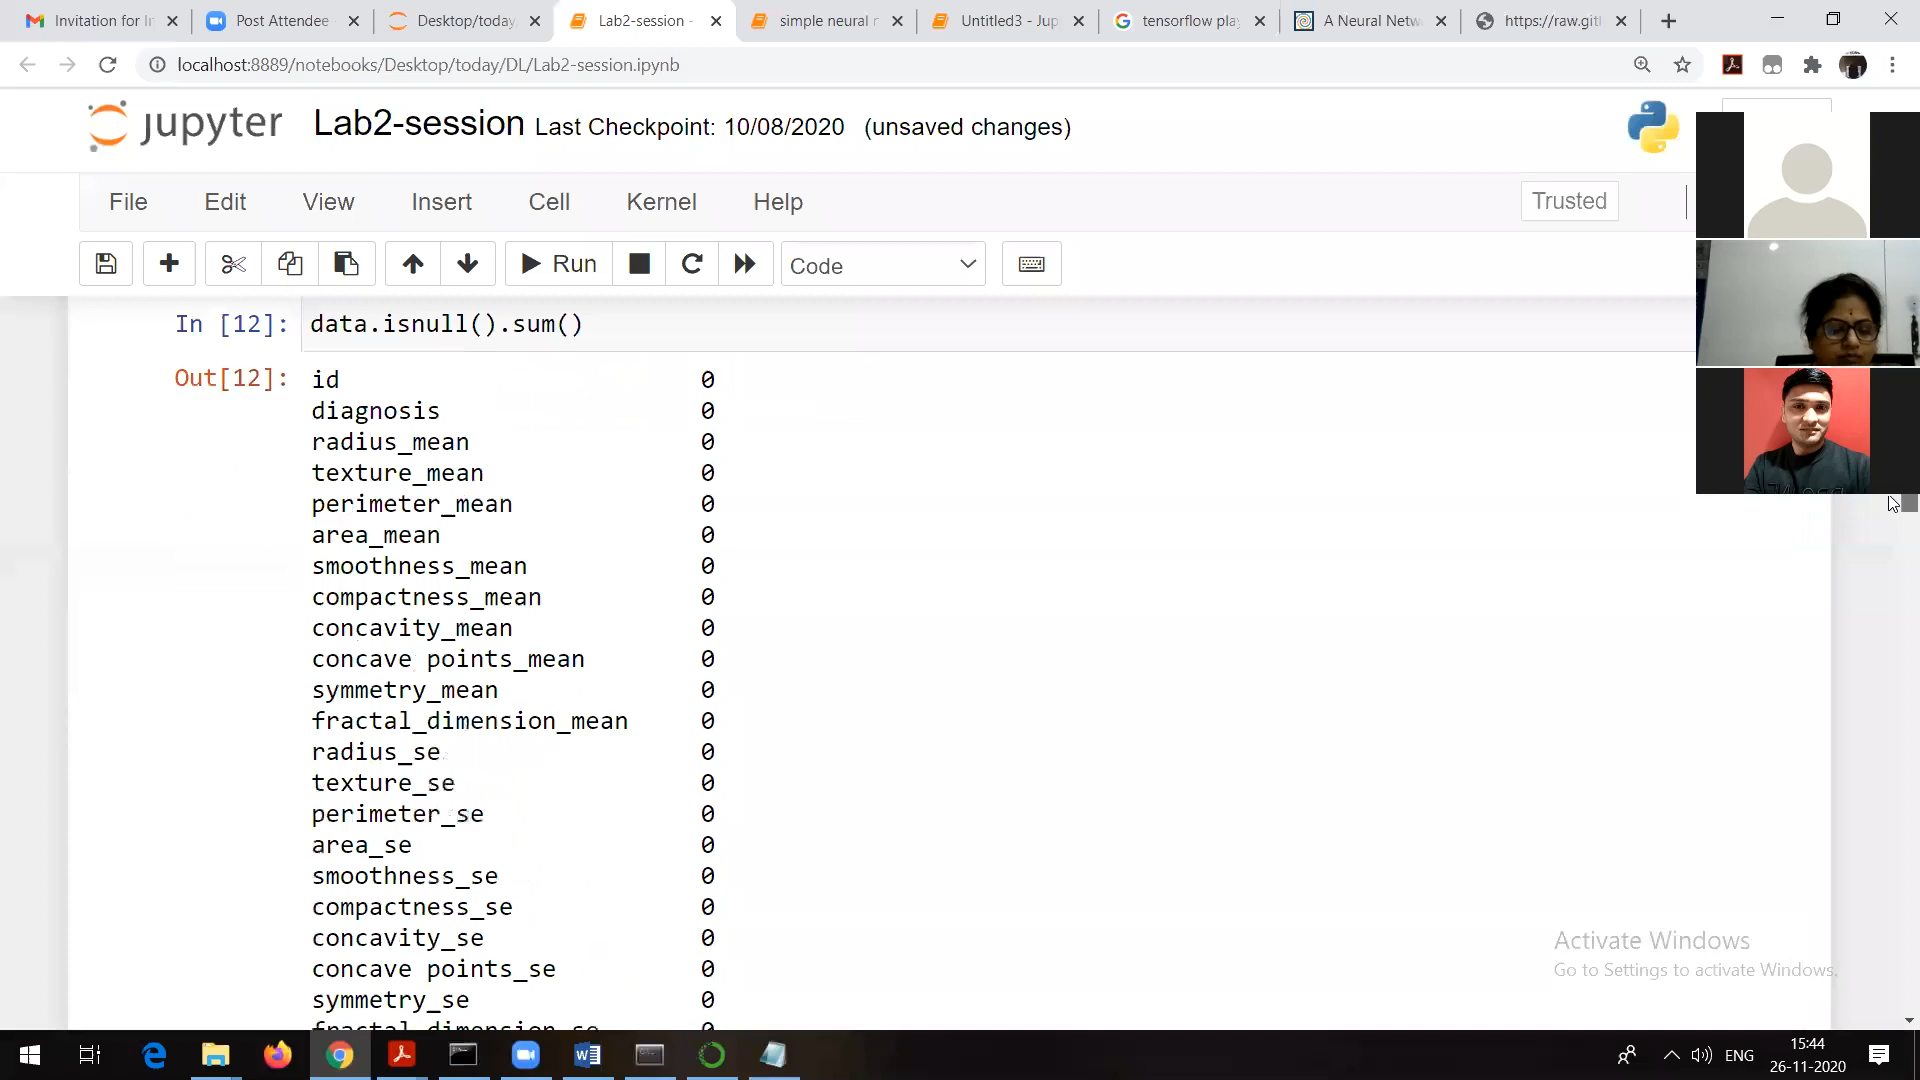 Invitation for In
Post Attendee -
Desktop/today/
Lab2-session -
simple neural n
Untitled3 - Jup
tensorflow play
A Neural Netw
https://raw.gith
localhost:8889/notebooks/Desktop/today/DL/Lab2-session.ipynb
jupyter Lab2-session Last Checkpoint: 10/08/2020 (unsaved changes)
File Edit View Insert Cell Kernel Help Trusted
Run Code
In [12]: data.isnull().sum()
Out[12]: id 0
diagnosis 0
radius_mean 0
texture_mean 0
perimeter_mean 0
area_mean 0
smoothness_mean 0
compactness_mean 0
concavity_mean 0
concave points_mean 0
symmetry_mean 0
fractal_dimension_mean 0
radius_se 0
texture_se 0
perimeter_se 0
area_se 0
smoothness_se 0
compactness_se 0
concavity_se 0
concave points_se 0
symmetry_se 0
fractal_dimension_se 0
Activate Windows
Go to Settings to activate Windows.
ENG
15:44
26-11-2020